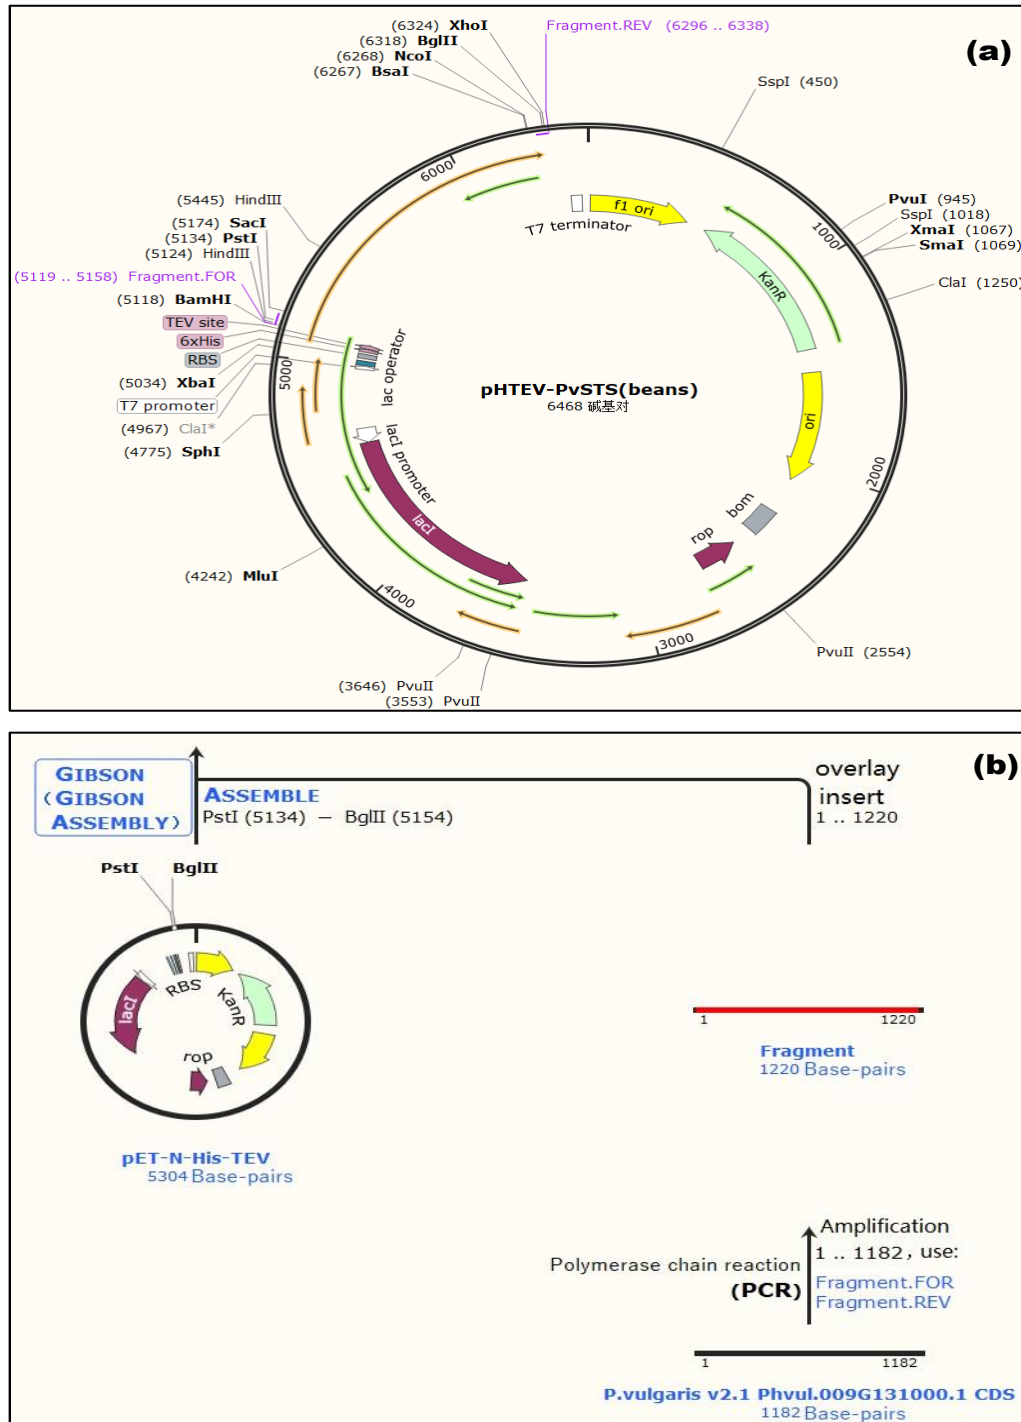 (a)
(6324) XhoI
(6318) BglII
(6268) NcoI
(6267) BsaI
Fragment.REV (6296 .. 6338)
SspI (450)
PvuI (945)
SspI (1018)
XmaI (1067)
SmaI (1069)
ClaI (1250)
(5445) HindIII
(5174) SacI
(5134) PstI
(5124) HindIII
(5119 .. 5158) Fragment.FOR
(5118) BamHI
TEV site
6xHis
RBS
(5034) XbaI
T7 promoter
(4967) ClaI*
(4775) SphI
(4242) MluI
(3646) PvuII
(3553) PvuII
PvuII (2554)
6000
1000
2000
3000
4000
5000
T7 terminator
f1 ori
KanR
ori
bom
rop
lacI
lacI promoter
lac operator
pHTEV-PvSTS(beans)
6468 碱基对
(b)
GIBSON
(GIBSON
ASSEMBLY)
ASSEMBLE
PstI (5134) – BglII (5154)
overlay
insert
1 .. 1220
PstI BglII
RBS
KanR
lacI
rop
pET-N-His-TEV
5304 Base-pairs
1 1220
Fragment
1220 Base-pairs
Polymerase chain reaction
(PCR)
Amplification
1 .. 1182, use:
Fragment.FOR
Fragment.REV
1 1182
P.vulgaris v2.1 Phvul.009G131000.1 CDS
1182 Base-pairs